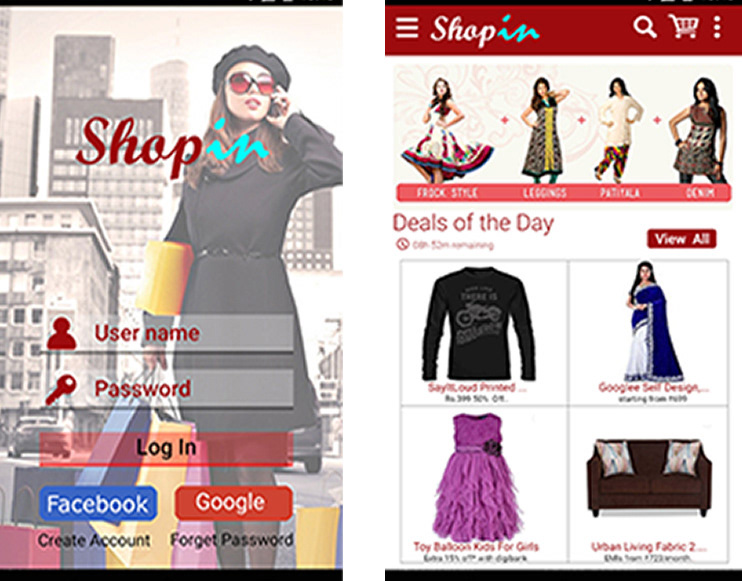 Shopin
User name
Password
Log In
Facebook
Google
Create Account
Forget Password
Shopin
FROCK STYLE
LEGGINGS
PATIYALA
DENIM
Deals of the Day
View All
08h 52m remaining
THERE IS
SayItLoud Printed ...
Rs.399 50% Off.
Googlee Self Design,...
starting from ₹699
Toy Balloon Kids For Girls
Extra 15% off* with digibank
Urban Living Fabric 2....
EMIs from ₹723/month.